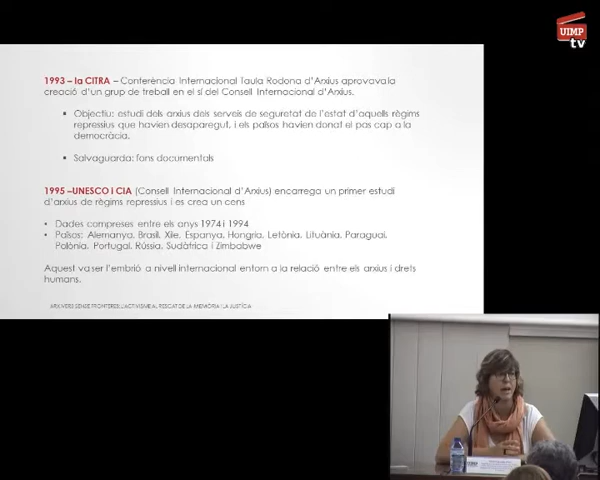 UIMP
tv
1993 – la CITRA – Conferència Internacional Taula Rodona d'Arxius aprovava la
creació d'un grup de treball en el sí del Consell Internacional d'Arxius.
▪ Objectiu: estudi dels arxius dels serveis de seguretat de l'estat d'aquells règims
repressius que havien desaparegut, i els països havien donat el pas cap a la
democràcia.
▪ Salvaguarda: fons documentals
1995 –UNESCO i CIA (Consell Internacional d'Arxius) encarrega un primer estudi
d'arxius de règims repressius i es crea un cens
• Dades compreses entre els anys 1974 i 1994
• Països: Alemanya, Brasil, Xile, Espanya, Hongria, Letònia, Lituània, Paraguai,
Polònia, Portugal, Rússia, Sudàfrica i Zimbabwe
Aquest va ser l'embrió a nivell internacional entorn a la relació entre els arxius i drets
humans.
ARXIVERS SENSE FRONTERES: L'ACTIVISME AL RESCAT DE LA MEMÒRIA I LA JUSTÍCIA